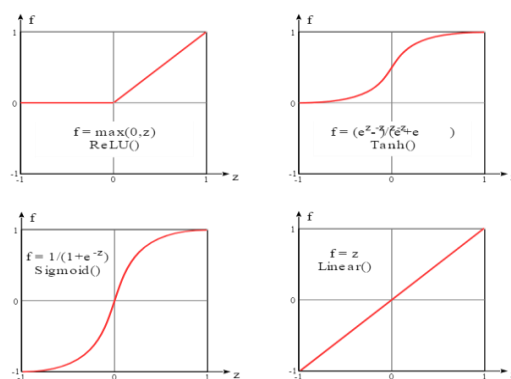 f
1
0
-1
f = max(0,z)
ReLU()
-1
0
1
z
f
1
0
-1
Tanh()
-1
0
1
f
1
0
-1
f = 1/(1+e^-z)
Sigmoid()
-1
0
1
z
f
1
0
-1
f = z
Linear()
-1
0
1